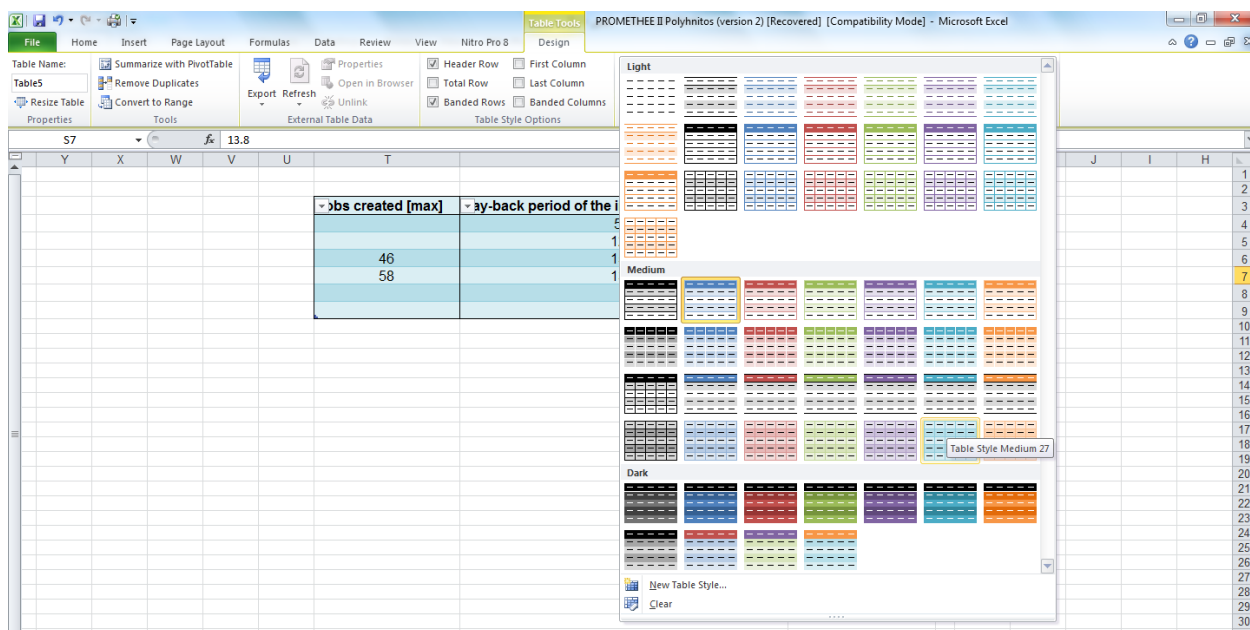 Table Tools PROMETHEE II Polyhnitos (version 2) [Recovered] [Compatibility Mode] - Microsoft Excel
File Home Insert Page Layout Formulas Data Review View Nitro Pro 8 Design
Table Name:
Table5
Resize Table
Properties
Summarize with PivotTable
Remove Duplicates
Convert to Range
Tools
Export Refresh
Properties
Open in Browser
Unlink
External Table Data
Header Row First Column
Total Row Last Column
Banded Rows Banded Columns
Table Style Options
S7 fx 13.8
Y X W V U T J I H
obs created [max] ay-back period of the i
5
1
46 1
58 1
Light
Medium
Table Style Medium 27
Dark
New Table Style...
Clear
1
2
3
4
5
6
7
8
9
10
11
12
13
14
15
16
17
18
19
20
21
22
23
24
25
26
27
28
29
30